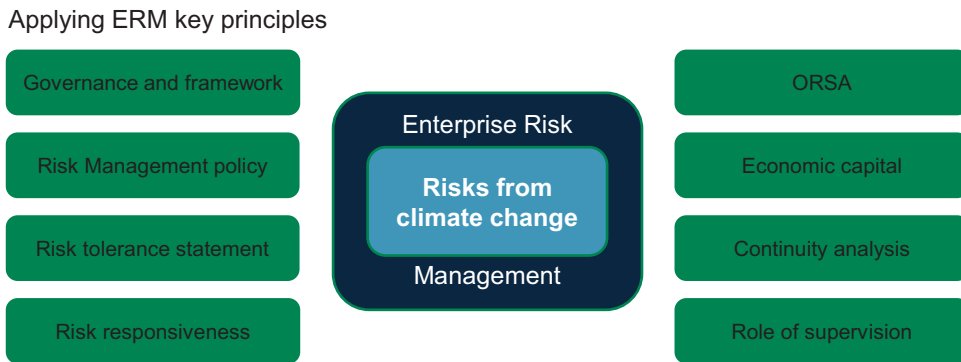 Applying ERM key principles
Governance and framework
Risk Management policy
Risk tolerance statement
Risk responsiveness
Enterprise Risk
Risks from
climate change
Management
ORSA
Economic capital
Continuity analysis
Role of supervision